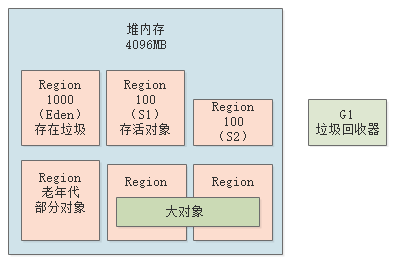 堆内存
4096MB
Region
1000
(Eden)
存在垃圾
Region
100
(S1)
存活对象
Region
100
(S2)
G1
垃圾回收器
Region
老年代
部分对象
Region
Region
大对象